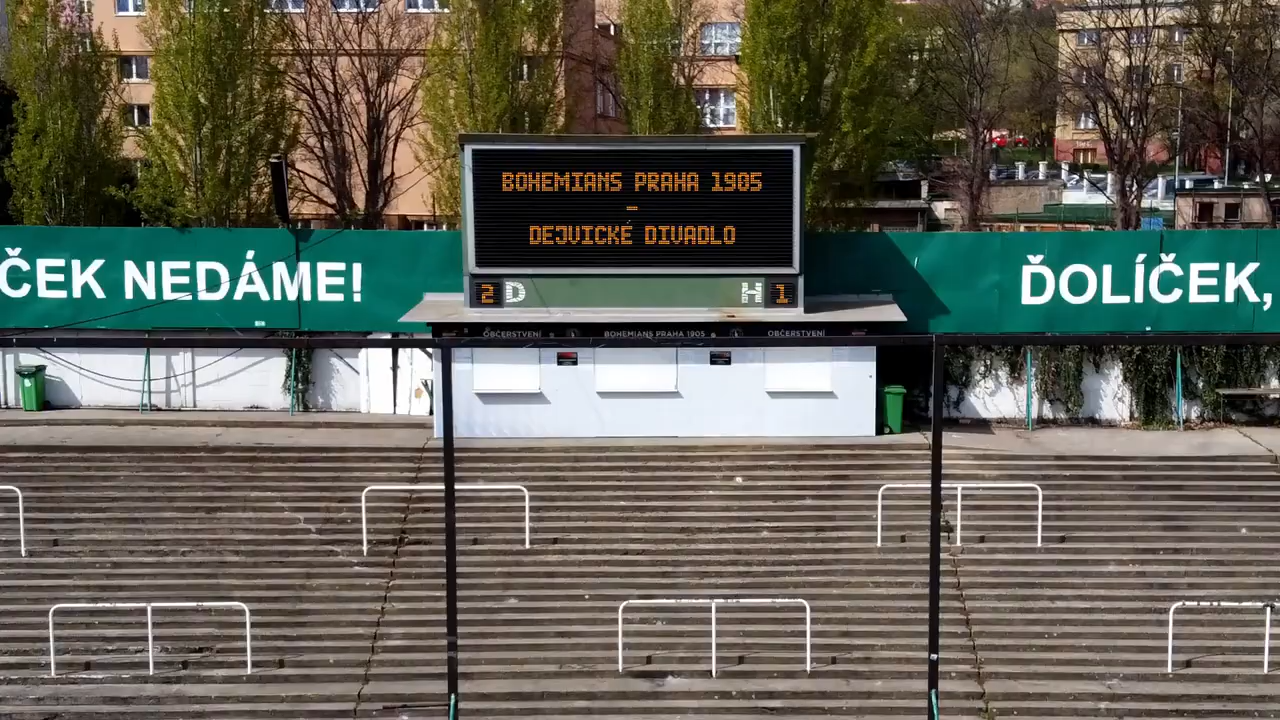 BOHEMIANS PRAHA 1905
-
DEJVICKÉ DIVADLO
ČEK NEDÁME!
ĎOLÍČEK,
2 D
H 1
OBČERSTVENÍ
BOHEMIANS PRAHA 1905
OBČERSTVENÍ